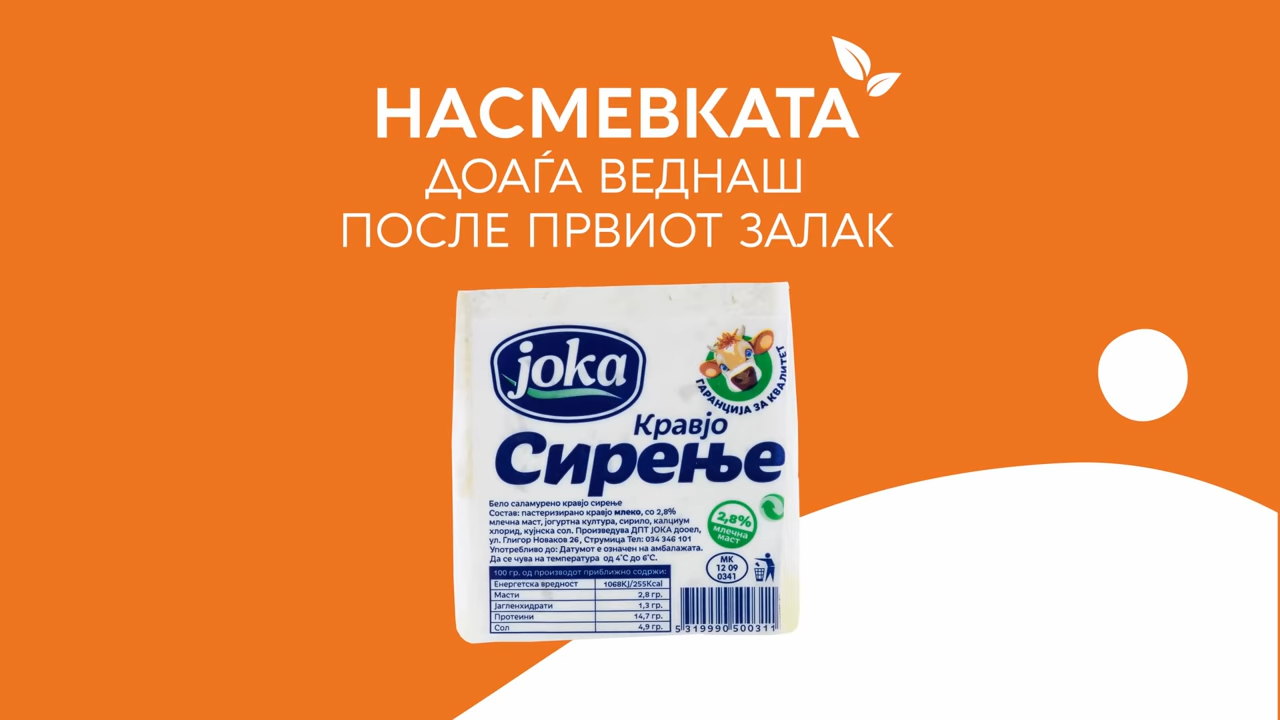 НАСМЕВКАТА
ДОАЃА ВЕДНАШ
ПОСЛЕ ПРВИОТ ЗАЛАК
joka
ГАРАНЦИЈА ЗА КВАЛИТЕТ
Кравјо
Сирење
Бело саламурено кравјо сирење
Состав: пастеризирано кравјо млеко, со 2,8%
млечна маст, јогуртна култура, сирило, калциум
хлорид, кујнска сол. Произведува ДПТ ЈОКА дооел,
ул. Глигор Новаков 26, Струмица Тел: 034 346 101
Употребливо до: Датумот е означен на амбалажата.
Да се чува на температура од 4˚C до 6˚C.
2,8%
млечна
маст
МК
12 09
0341
100 гр. од производот приближно содржи:
Енергетска вредност 1068KJ/255Kcal
Масти 2,8 гр.
Јагленхидрати 1,3 гр.
Протеини 14,7 гр.
Сол 4,9 гр.
5 319990 500311